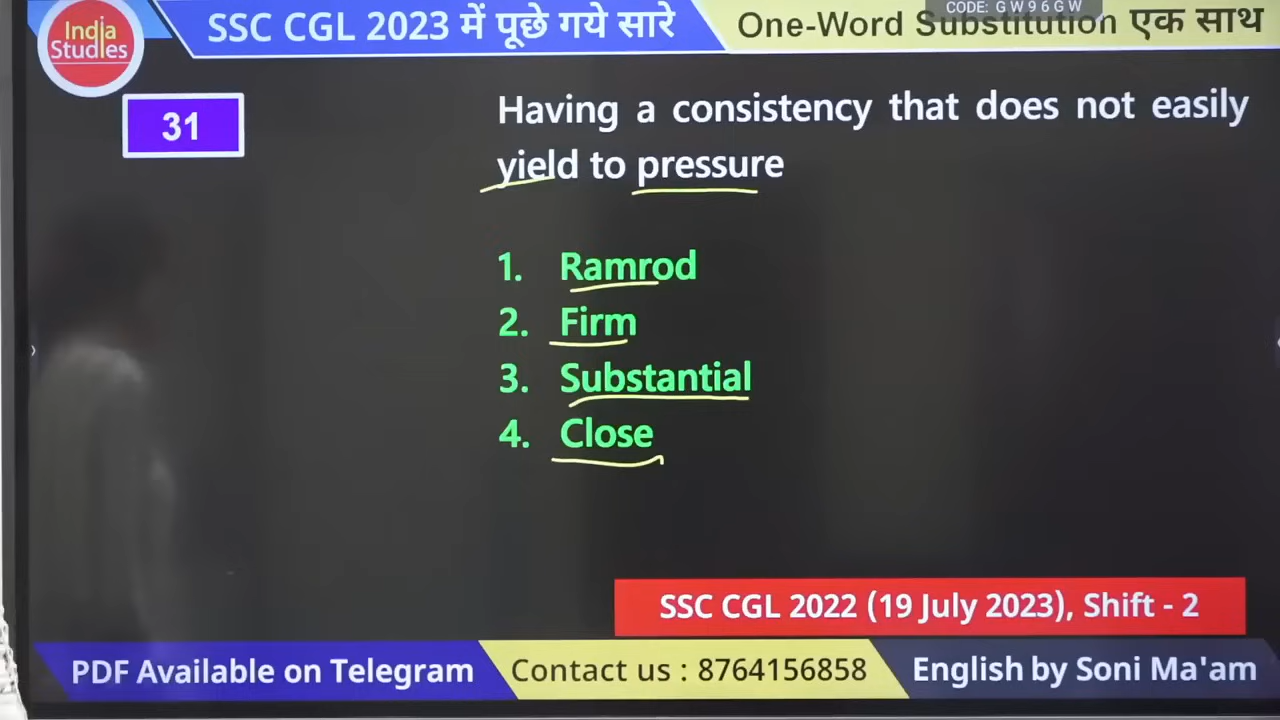 India
Studies
SSC CGL 2023 में पूछे गये सारे
One-Word Substitution एक साथ
CODE: GW96GW
31
Having a consistency that does not easily
yield to pressure
1. Ramrod
2. Firm
3. Substantial
4. Close
SSC CGL 2022 (19 July 2023), Shift - 2
PDF Available on Telegram
Contact us : 8764156858
English by Soni Ma'am